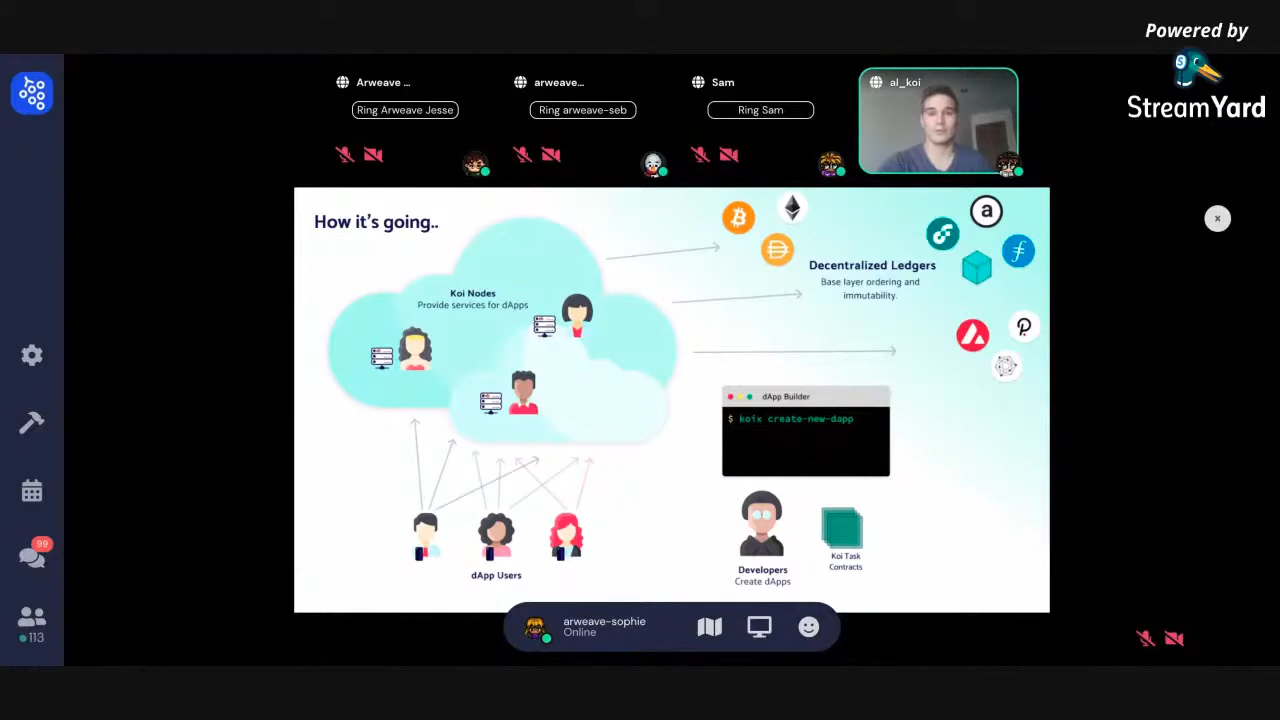 Powered by
StreamYard
Arweave ...
Ring Arweave Jesse
arweave...
Ring arweave-seb
Sam
Ring Sam
al_koi
How it's going..
Koi Nodes
Provide services for dApps
Decentralized Ledgers
Base layer ordering and
immutability.
dApp Builder
$ koix create-new-dapp
dApp Users
Developers
Create dApps
Koi Task
Contracts
99
113
arweave-sophie
Online